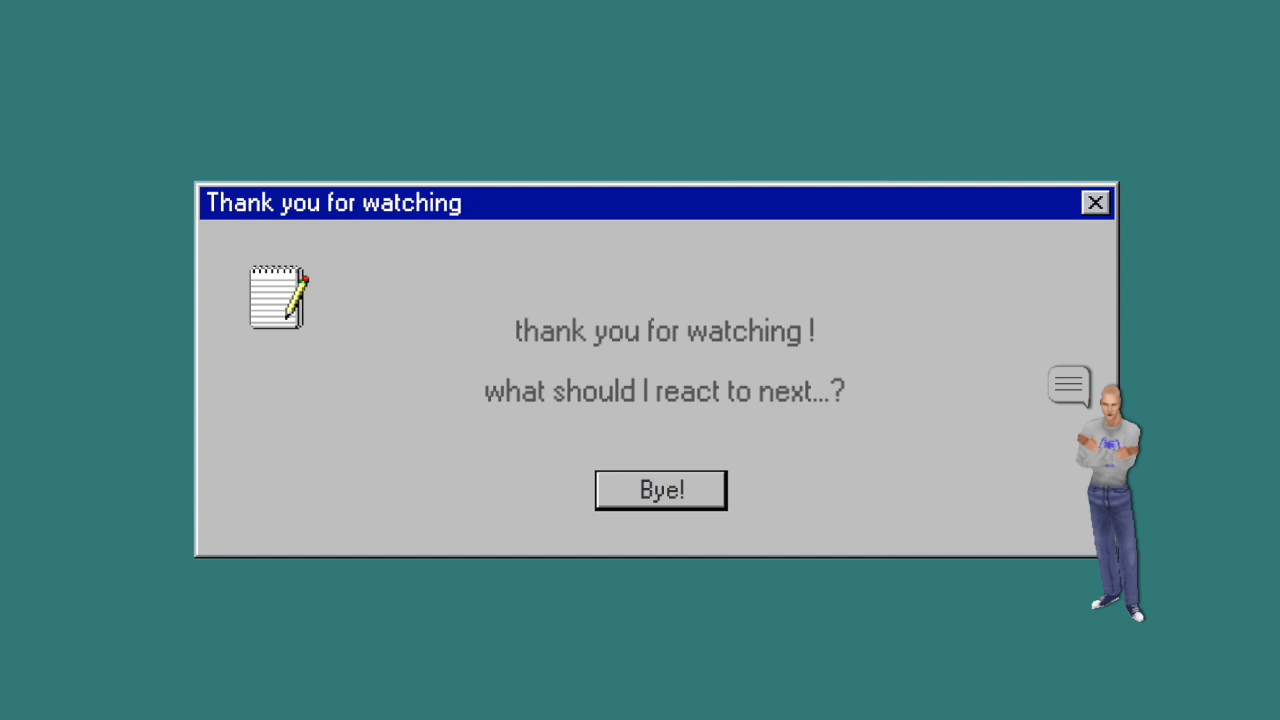 Thank you for watching
thank you for watching !
what should I react to next...?
Bye!